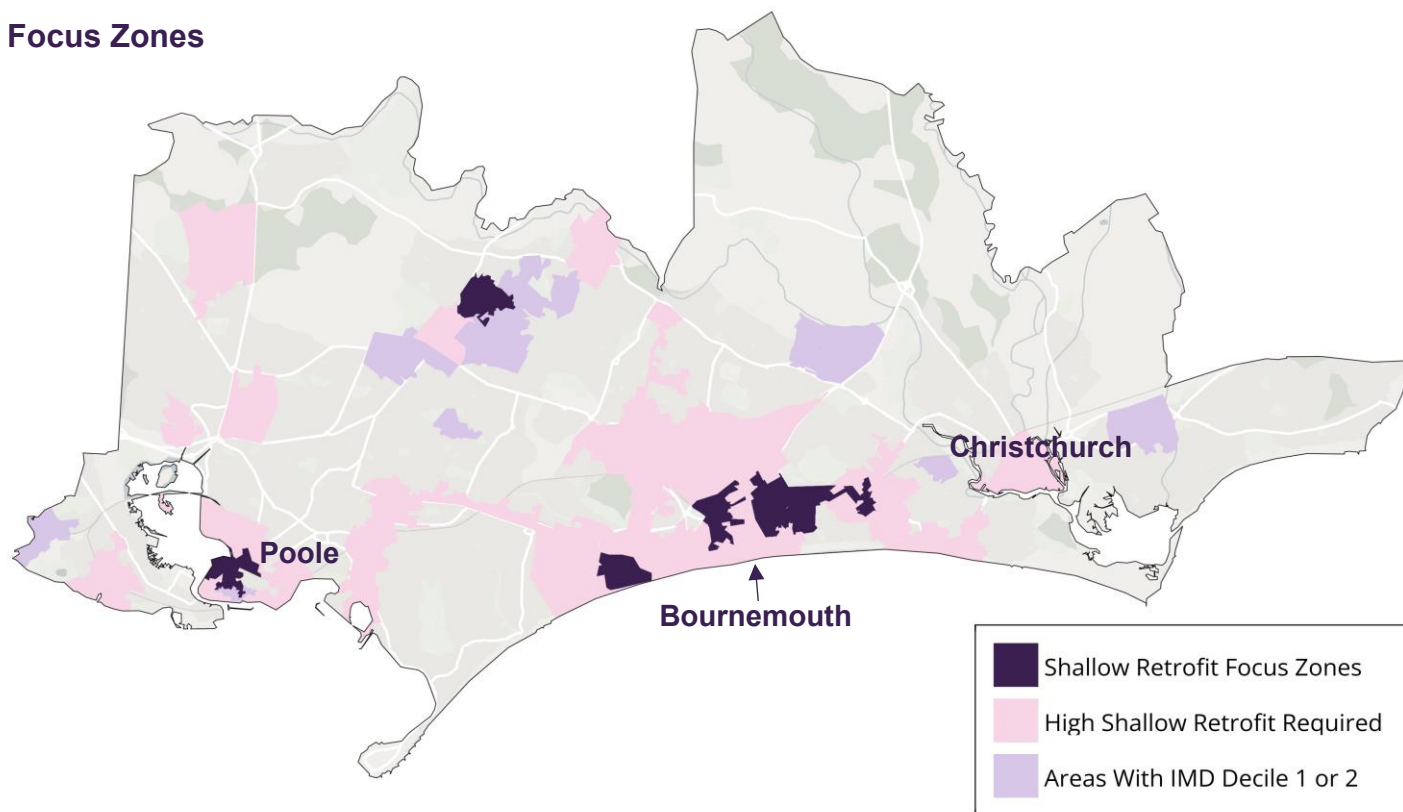 Focus Zones
Christchurch
Poole
Bournemouth
Shallow Retrofit Focus Zones
High Shallow Retrofit Required
Areas With IMD Decile 1 or 2